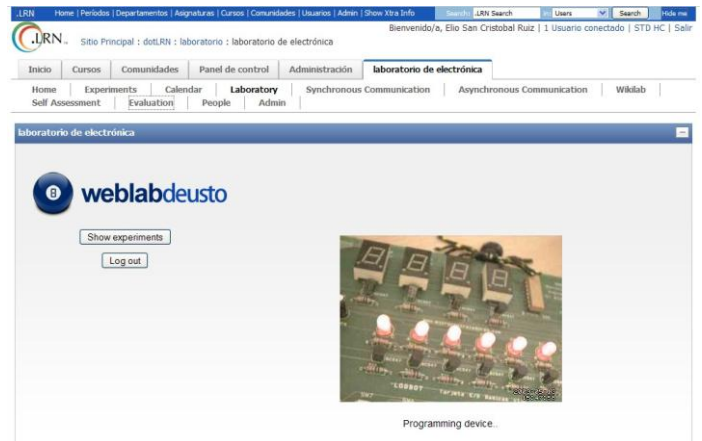 .LRN Home | Períodos | Departamentos | Asignaturas | Cursos | Comunidades | Usuarios | Admin | Show Xtra Info Search: .LRN Search in: Users Search Hide me
.LRN Sitio Principal : dotLRN : laboratorio : laboratorio de electrónica Bienvenido/a, Elio San Cristobal Ruiz | 1 Usuario conectado | STD HC | Salir
Inicio Cursos Comunidades Panel de control Administración laboratorio de electrónica
Home Experiments Calendar Laboratory Synchronous Communication Asynchronous Communication Wikilab
Self Assessment Evaluation People Admin
laboratorio de electrónica
8 weblabdeusto
Show experiments
Log out
Programming device..